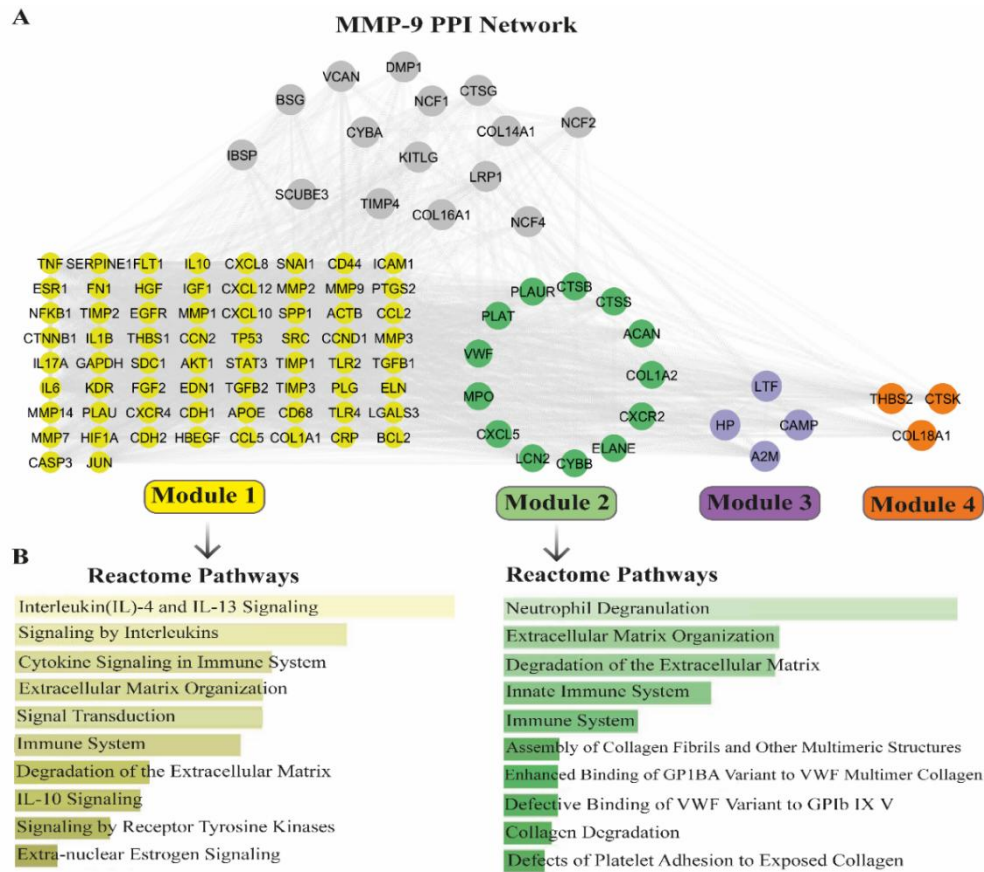 A
MMP-9 PPI Network
DMP1
VCAN
CTSG
BSG
NCF1
NCF2
CYBA
COL14A1
IBSP
KITLG
LRP1
SCUBE3
TIMP4
COL16A1
NCF4
TNF SERPINE1 FLT1 IL10 CXCL8 SNAI1 CD44 ICAM1
ESR1 FN1 HGF IGF1 CXCL12 MMP2 MMP9 PTGS2
NFKB1 TIMP2 EGFR MMP1 CXCL10 SPP1 ACTB CCL2
CTNNB1 IL1B THBS1 CCN2 TP53 SRC CCND1 MMP3
IL17A GAPDH SDC1 AKT1 STAT3 TIMP1 TLR2 TGFB1
IL6 KDR FGF2 EDN1 TGFB2 TIMP3 PLG ELN
MMP14 PLAU CXCR4 CDH1 APOE CD68 TLR4 LGALS3
MMP7 HIF1A CDH2 HBEGF CCL5 COL1A1 CRP BCL2
CASP3 JUN
PLAUR CTSB
CTSS
PLAT
ACAN
VWF
COL1A2
MPO
CXCR2
CXCL5
ELANE
LCN2 CYBB
LTF
HP CAMP
A2M
THBS2 CTSK
COL18A1
Module 1
Module 2
Module 3
Module 4
B
Reactome Pathways
Interleukin(IL)-4 and IL-13 Signaling
Signaling by Interleukins
Cytokine Signaling in Immune System
Extracellular Matrix Organization
Signal Transduction
Immune System
Degradation of the Extracellular Matrix
IL-10 Signaling
Signaling by Receptor Tyrosine Kinases
Extra-nuclear Estrogen Signaling
Reactome Pathways
Neutrophil Degranulation
Extracellular Matrix Organization
Degradation of the Extracellular Matrix
Innate Immune System
Immune System
Assembly of Collagen Fibrils and Other Multimeric Structures
Enhanced Binding of GP1BA Variant to VWF Multimer Collagen
Defective Binding of VWF Variant to GPIb IX V
Collagen Degradation
Defects of Platelet Adhesion to Exposed Collagen